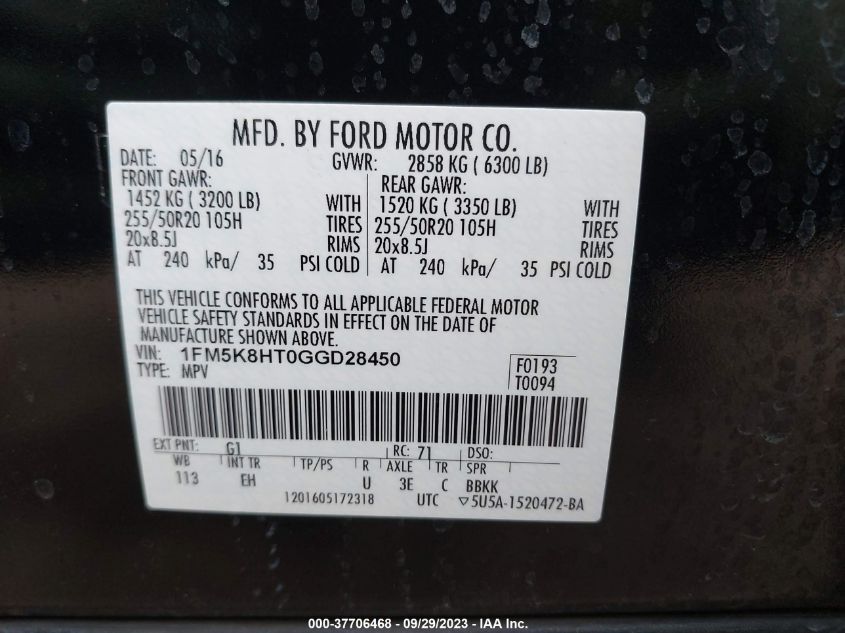 MFD. BY FORD MOTOR CO.
DATE: 05/16 GVWR: 2858 KG ( 6300 LB)
FRONT GAWR: REAR GAWR:
1452 KG ( 3200 LB) WITH 1520 KG ( 3350 LB) WITH
255/50R20 105H TIRES 255/50R20 105H TIRES
20x8.5J RIMS 20x8.5J RIMS
AT 240 kPa/ 35 PSI COLD AT 240 kPa/ 35 PSI COLD
THIS VEHICLE CONFORMS TO ALL APPLICABLE FEDERAL MOTOR
VEHICLE SAFETY STANDARDS IN EFFECT ON THE DATE OF
MANUFACTURE SHOWN ABOVE.
VIN: 1FM5K8HT0GGD28450 F0193
TYPE: MPV T0094
EXT PNT: G1 RC: 71 DSO:
WB INT TR TP/PS R AXLE TR SPR
113 EH U 3E C BBKK
1201605172318 UTC ▽5U5A-1520472-BA
000-37706468 - 09/29/2023 - IAA Inc.